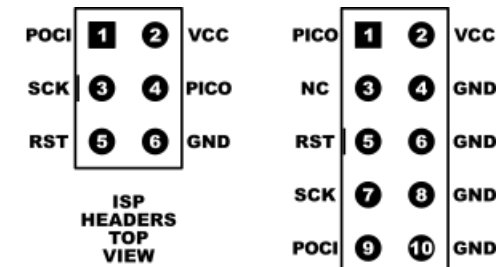 POCI 1 2 VCC PICO 1 2 VCC
SCK 3 4 PICO NC 3 4 GND
RST 5 6 GND RST 5 6 GND
SCK 7 8 GND
POCI 9 10 GND
ISP
HEADERS
TOP
VIEW